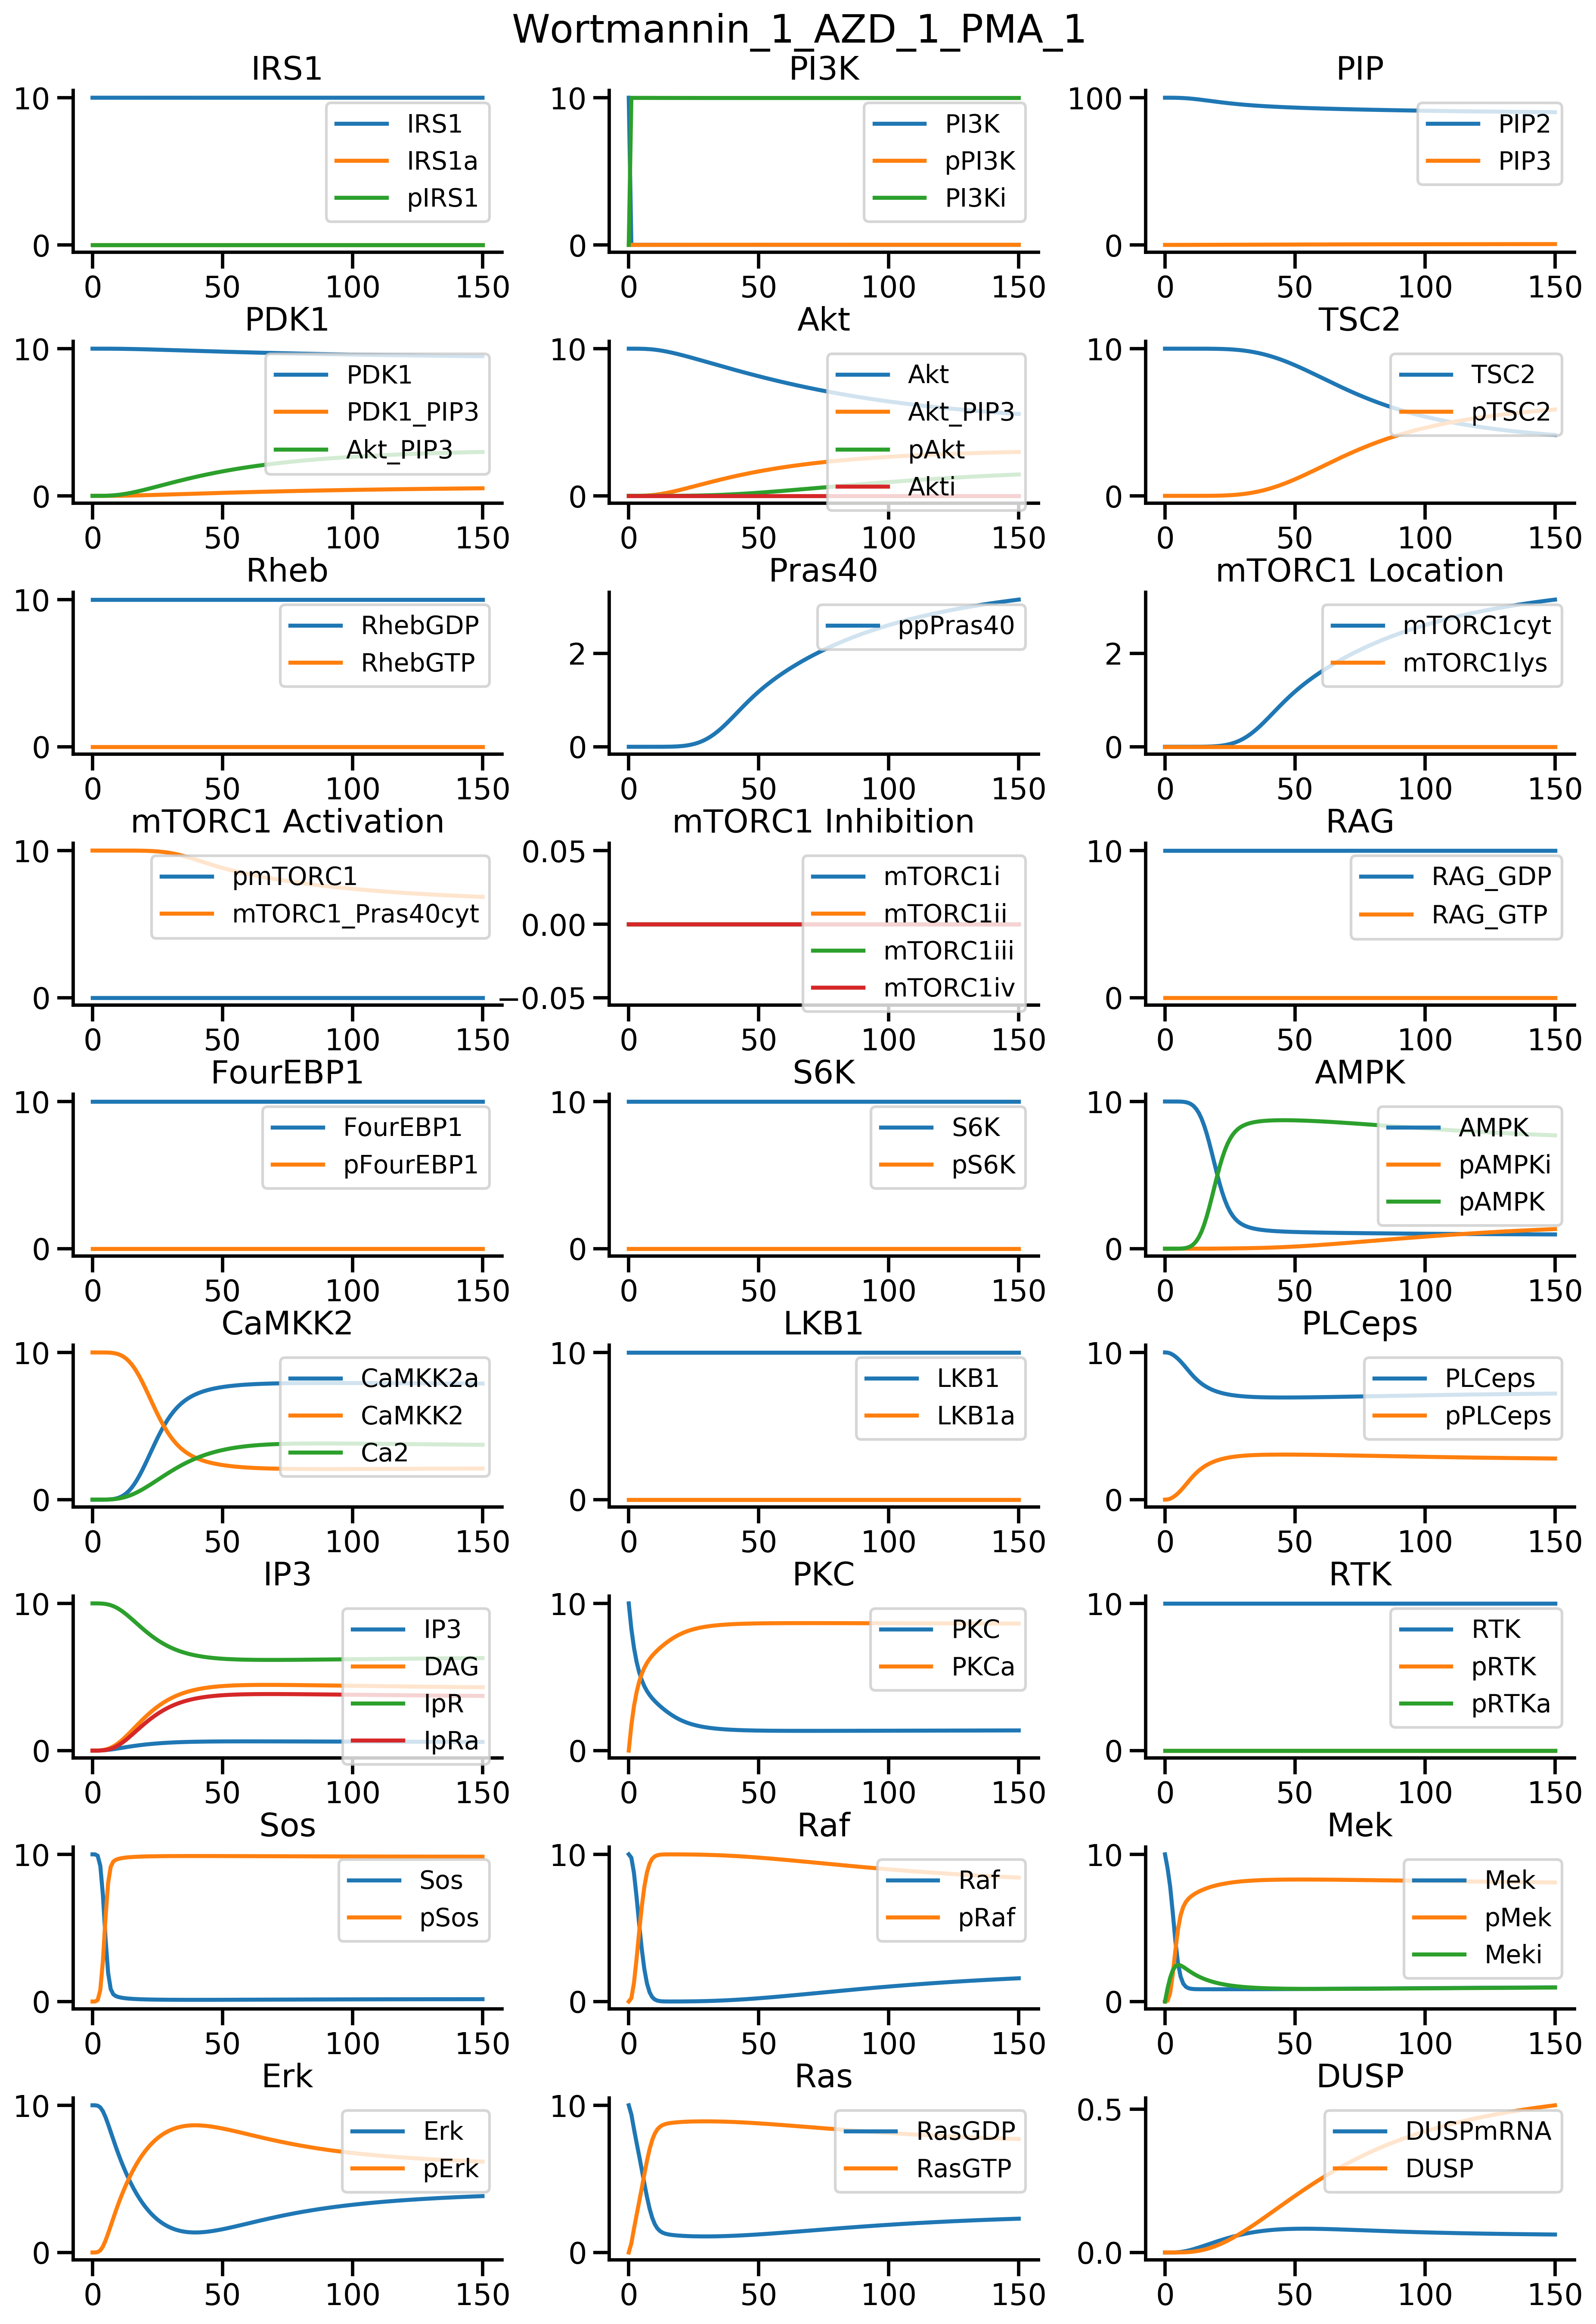 Wortmannin_1_AZD_1_PMA_1
IRS1
10
0
0 50 100 150
IRS1
IRS1a
pIRS1
PI3K
10
0
0 50 100 150
PI3K
pPI3K
PI3Ki
PIP
100
0
0 50 100 150
PIP2
PIP3
PDK1
10
0
0 50 100 150
PDK1
PDK1_PIP3
Akt_PIP3
Akt
10
0
0 50 100 150
Akt
Akt_PIP3
pAkt
Akti
TSC2
10
0
0 50 100 150
TSC2
pTSC2
Rheb
10
0
0 50 100 150
RhebGDP
RhebGTP
Pras40
2
0
0 50 100 150
ppPras40
mTORC1 Location
2
0
0 50 100 150
mTORC1cyt
mTORC1lys
mTORC1 Activation
10
0
0 50 100 150
pmTORC1
mTORC1_Pras40cyt
mTORC1 Inhibition
0.05
0.00
−0.05
0 50 100 150
mTORC1i
mTORC1ii
mTORC1iii
mTORC1iv
RAG
10
0
0 50 100 150
RAG_GDP
RAG_GTP
FourEBP1
10
0
0 50 100 150
FourEBP1
pFourEBP1
S6K
10
0
0 50 100 150
S6K
pS6K
AMPK
10
0
0 50 100 150
AMPK
pAMPKi
pAMPK
CaMKK2
10
0
0 50 100 150
CaMKK2a
CaMKK2
Ca2
LKB1
10
0
0 50 100 150
LKB1
LKB1a
PLCeps
10
0
0 50 100 150
PLCeps
pPLCeps
IP3
10
0
0 50 100 150
IP3
DAG
IpR
IpRa
PKC
10
0
0 50 100 150
PKC
PKCa
RTK
10
0
0 50 100 150
RTK
pRTK
pRTKa
Sos
10
0
0 50 100 150
Sos
pSos
Raf
10
0
0 50 100 150
Raf
pRaf
Mek
10
0
0 50 100 150
Mek
pMek
Meki
Erk
10
0
0 50 100 150
Erk
pErk
Ras
10
0
0 50 100 150
RasGDP
RasGTP
DUSP
0.5
0.0
0 50 100 150
DUSPmRNA
DUSP